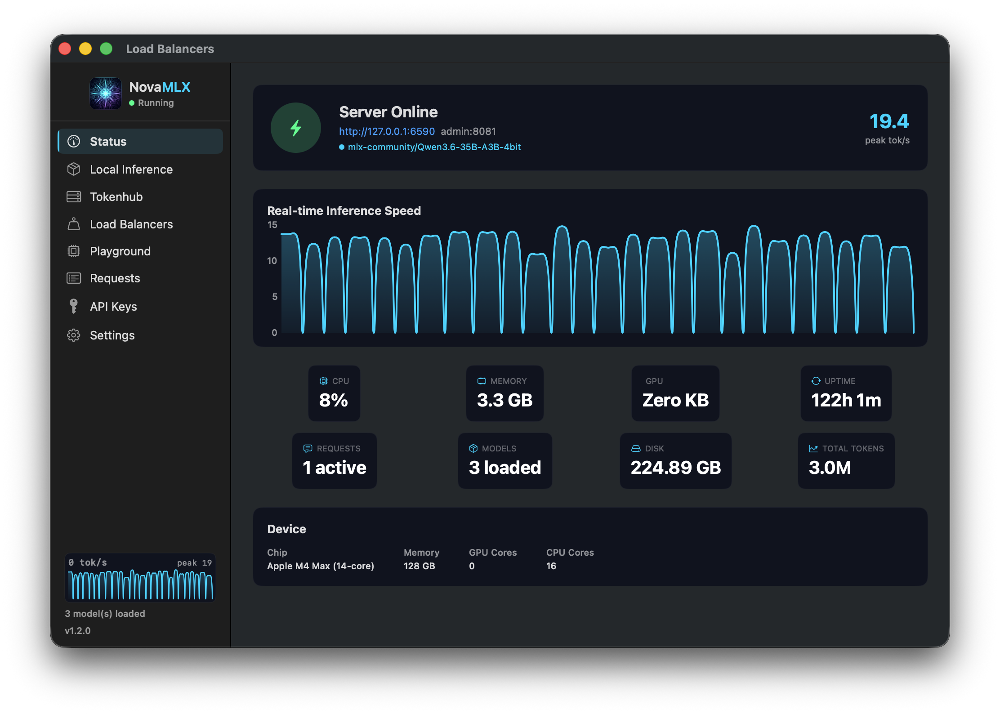 Load Balancers
NovaMLX
Running
Status
Local Inference
Tokenhub
Load Balancers
Playground
Requests
API Keys
Settings
0 tok/s peak 19
3 model(s) loaded
v1.2.0
Server Online
http://127.0.0.1:6590 admin:8081
mlx-community/Qwen3.6-35B-A3B-4bit
19.4
peak tok/s
Real-time Inference Speed
15
10
5
0
CPU
8%
MEMORY
3.3 GB
GPU
Zero KB
UPTIME
122h 1m
REQUESTS
1 active
MODELS
3 loaded
DISK
224.89 GB
TOTAL TOKENS
3.0M
Device
Chip Memory GPU Cores CPU Cores
Apple M4 Max (14-core) 128 GB 0 16